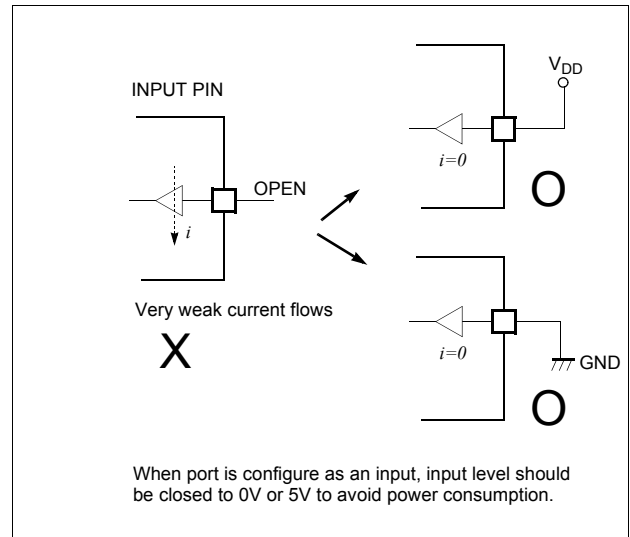 INPUT PIN
OPEN
i
Very weak current flows
X
VDD
i=0
O
i=0
GND
O
When port is configure as an input, input level should
be closed to 0V or 5V to avoid power consumption.